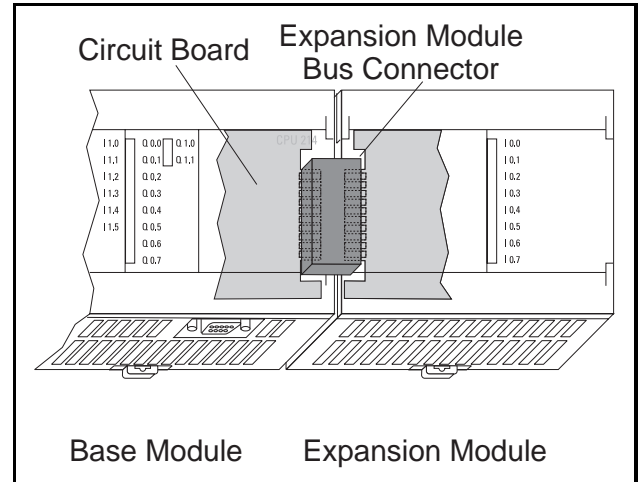 Circuit Board
Expansion Module
Bus Connector
CPU 214
I 1.0
I 1.1
I 1.2
I 1.3
I 1.4
I 1.5
Q 0.0
Q 0.1
Q 0.2
Q 0.3
Q 0.4
Q 0.5
Q 0.6
Q 0.7
Q 1.0
Q 1.1
I 0.0
I 0.1
I 0.2
I 0.3
I 0.4
I 0.5
I 0.6
I 0.7
Base Module
Expansion Module